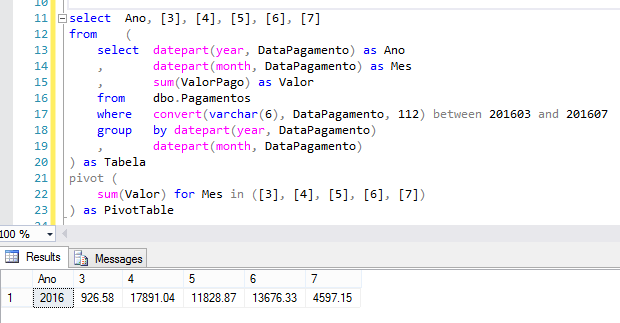 11 select Ano, [3], [4], [5], [6], [7]
12 from (
13 select datepart(year, DataPagamento) as Ano
14 , datepart(month, DataPagamento) as Mes
15 , sum(ValorPago) as Valor
16 from dbo.Pagamentos
17 where convert(varchar(6), DataPagamento, 112) between 201603 and 201607
18 group by datepart(year, DataPagamento)
19 , datepart(month, DataPagamento)
20 ) as Tabela
21 pivot (
22 sum(Valor) for Mes in ([3], [4], [5], [6], [7])
23 ) as PivotTable
100 %
Results Messages
Ano 3 4 5 6 7
1 2016 926.58 17891.04 11828.87 13676.33 4597.15